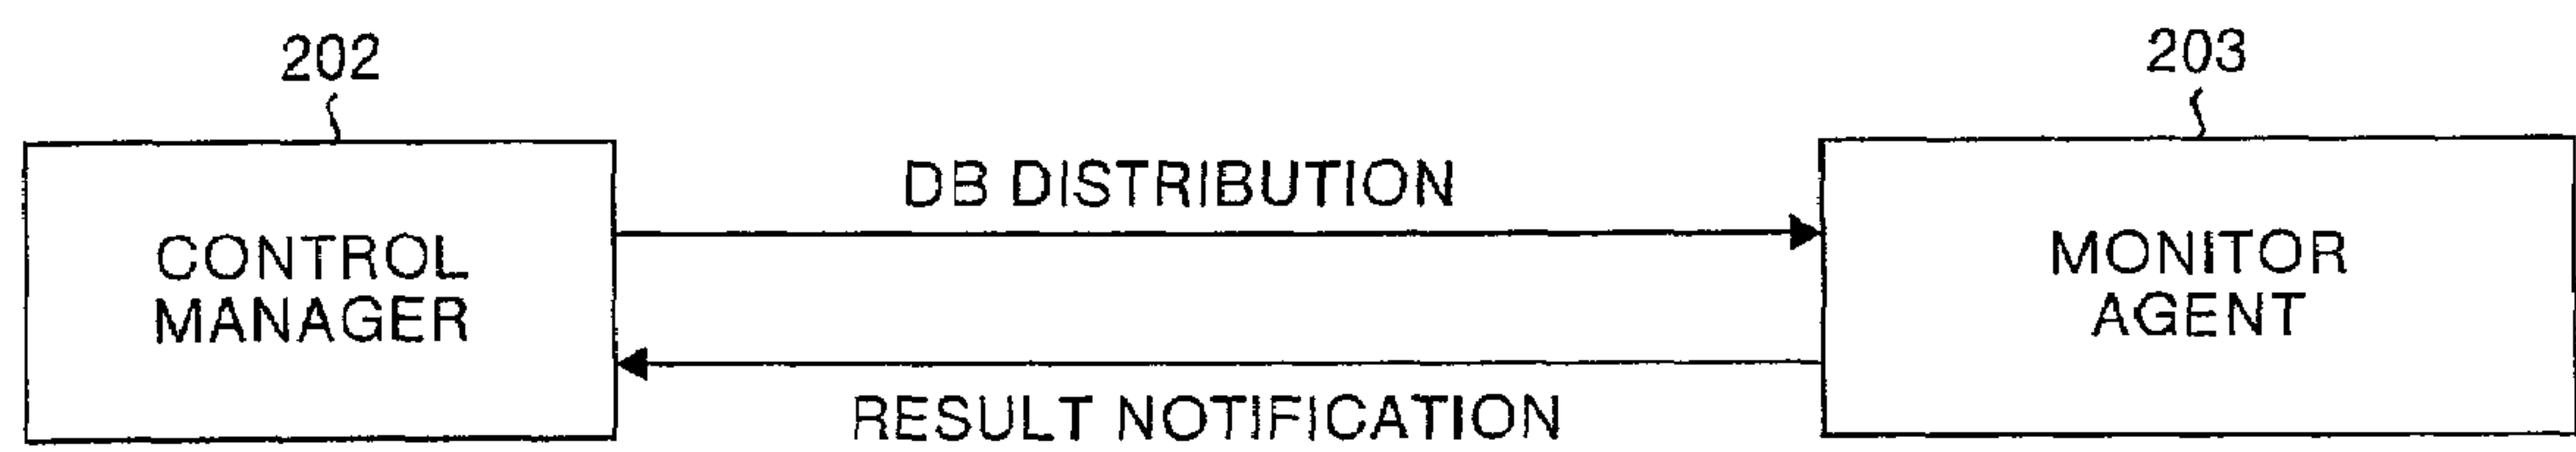 202
203
DB DISTRIBUTION
CONTROL
MANAGER
MONITOR
AGENT
RESULT NOTIFICATION